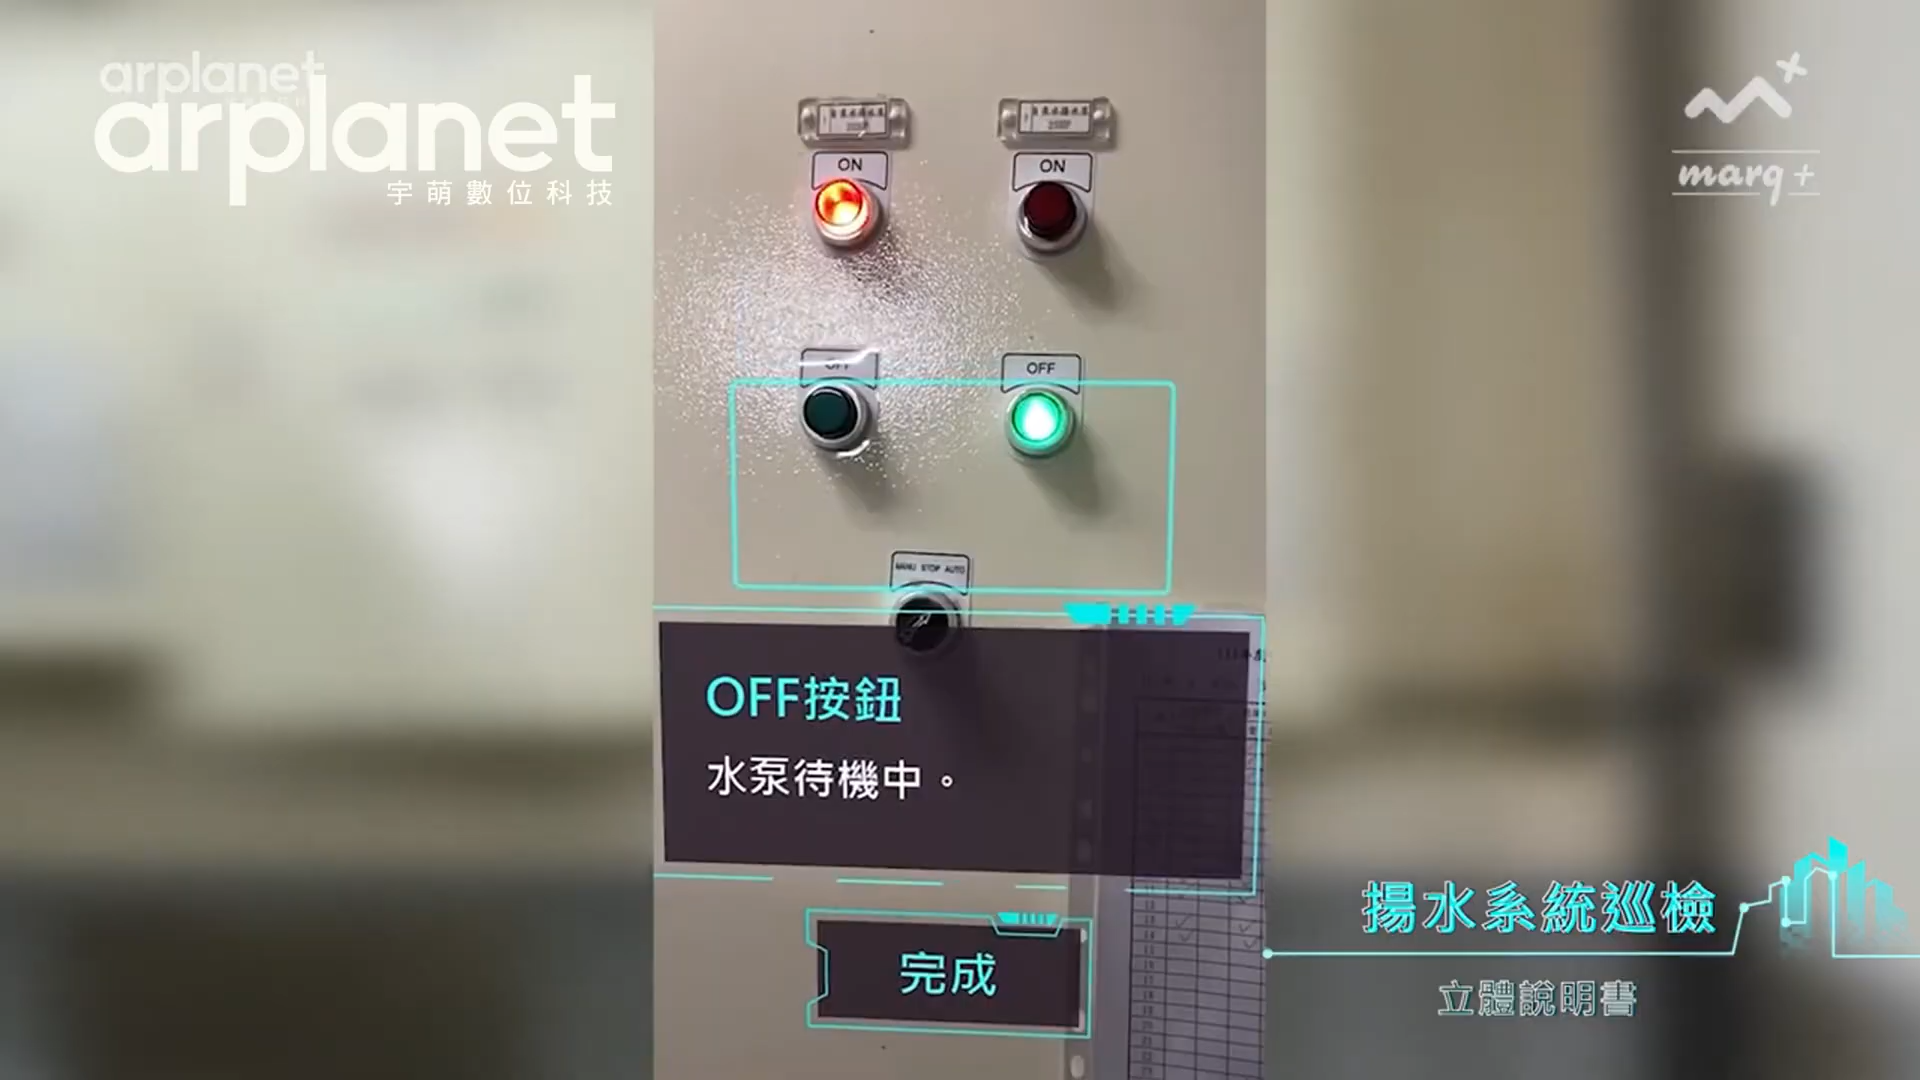 arplanet
arplanet
宇萌數位科技
marq+
ON
ON
OFF
OFF
MANU STOP AUTO
OFF按鈕
水泵待機中。
完成
揚水系統巡檢
立體說明書